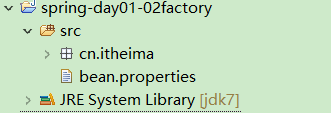 spring-day01-02factory
src
cn.itheima
bean.properties
JRE System Library [jdk7]